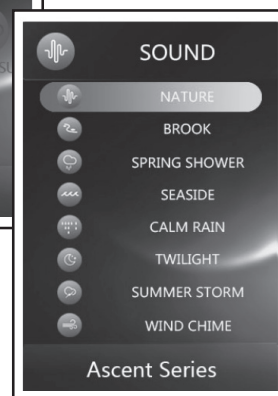 SOUND
NATURE
BROOK
SPRING SHOWER
SEASIDE
CALM RAIN
TWILIGHT
SUMMER STORM
WIND CHIME
Ascent Series